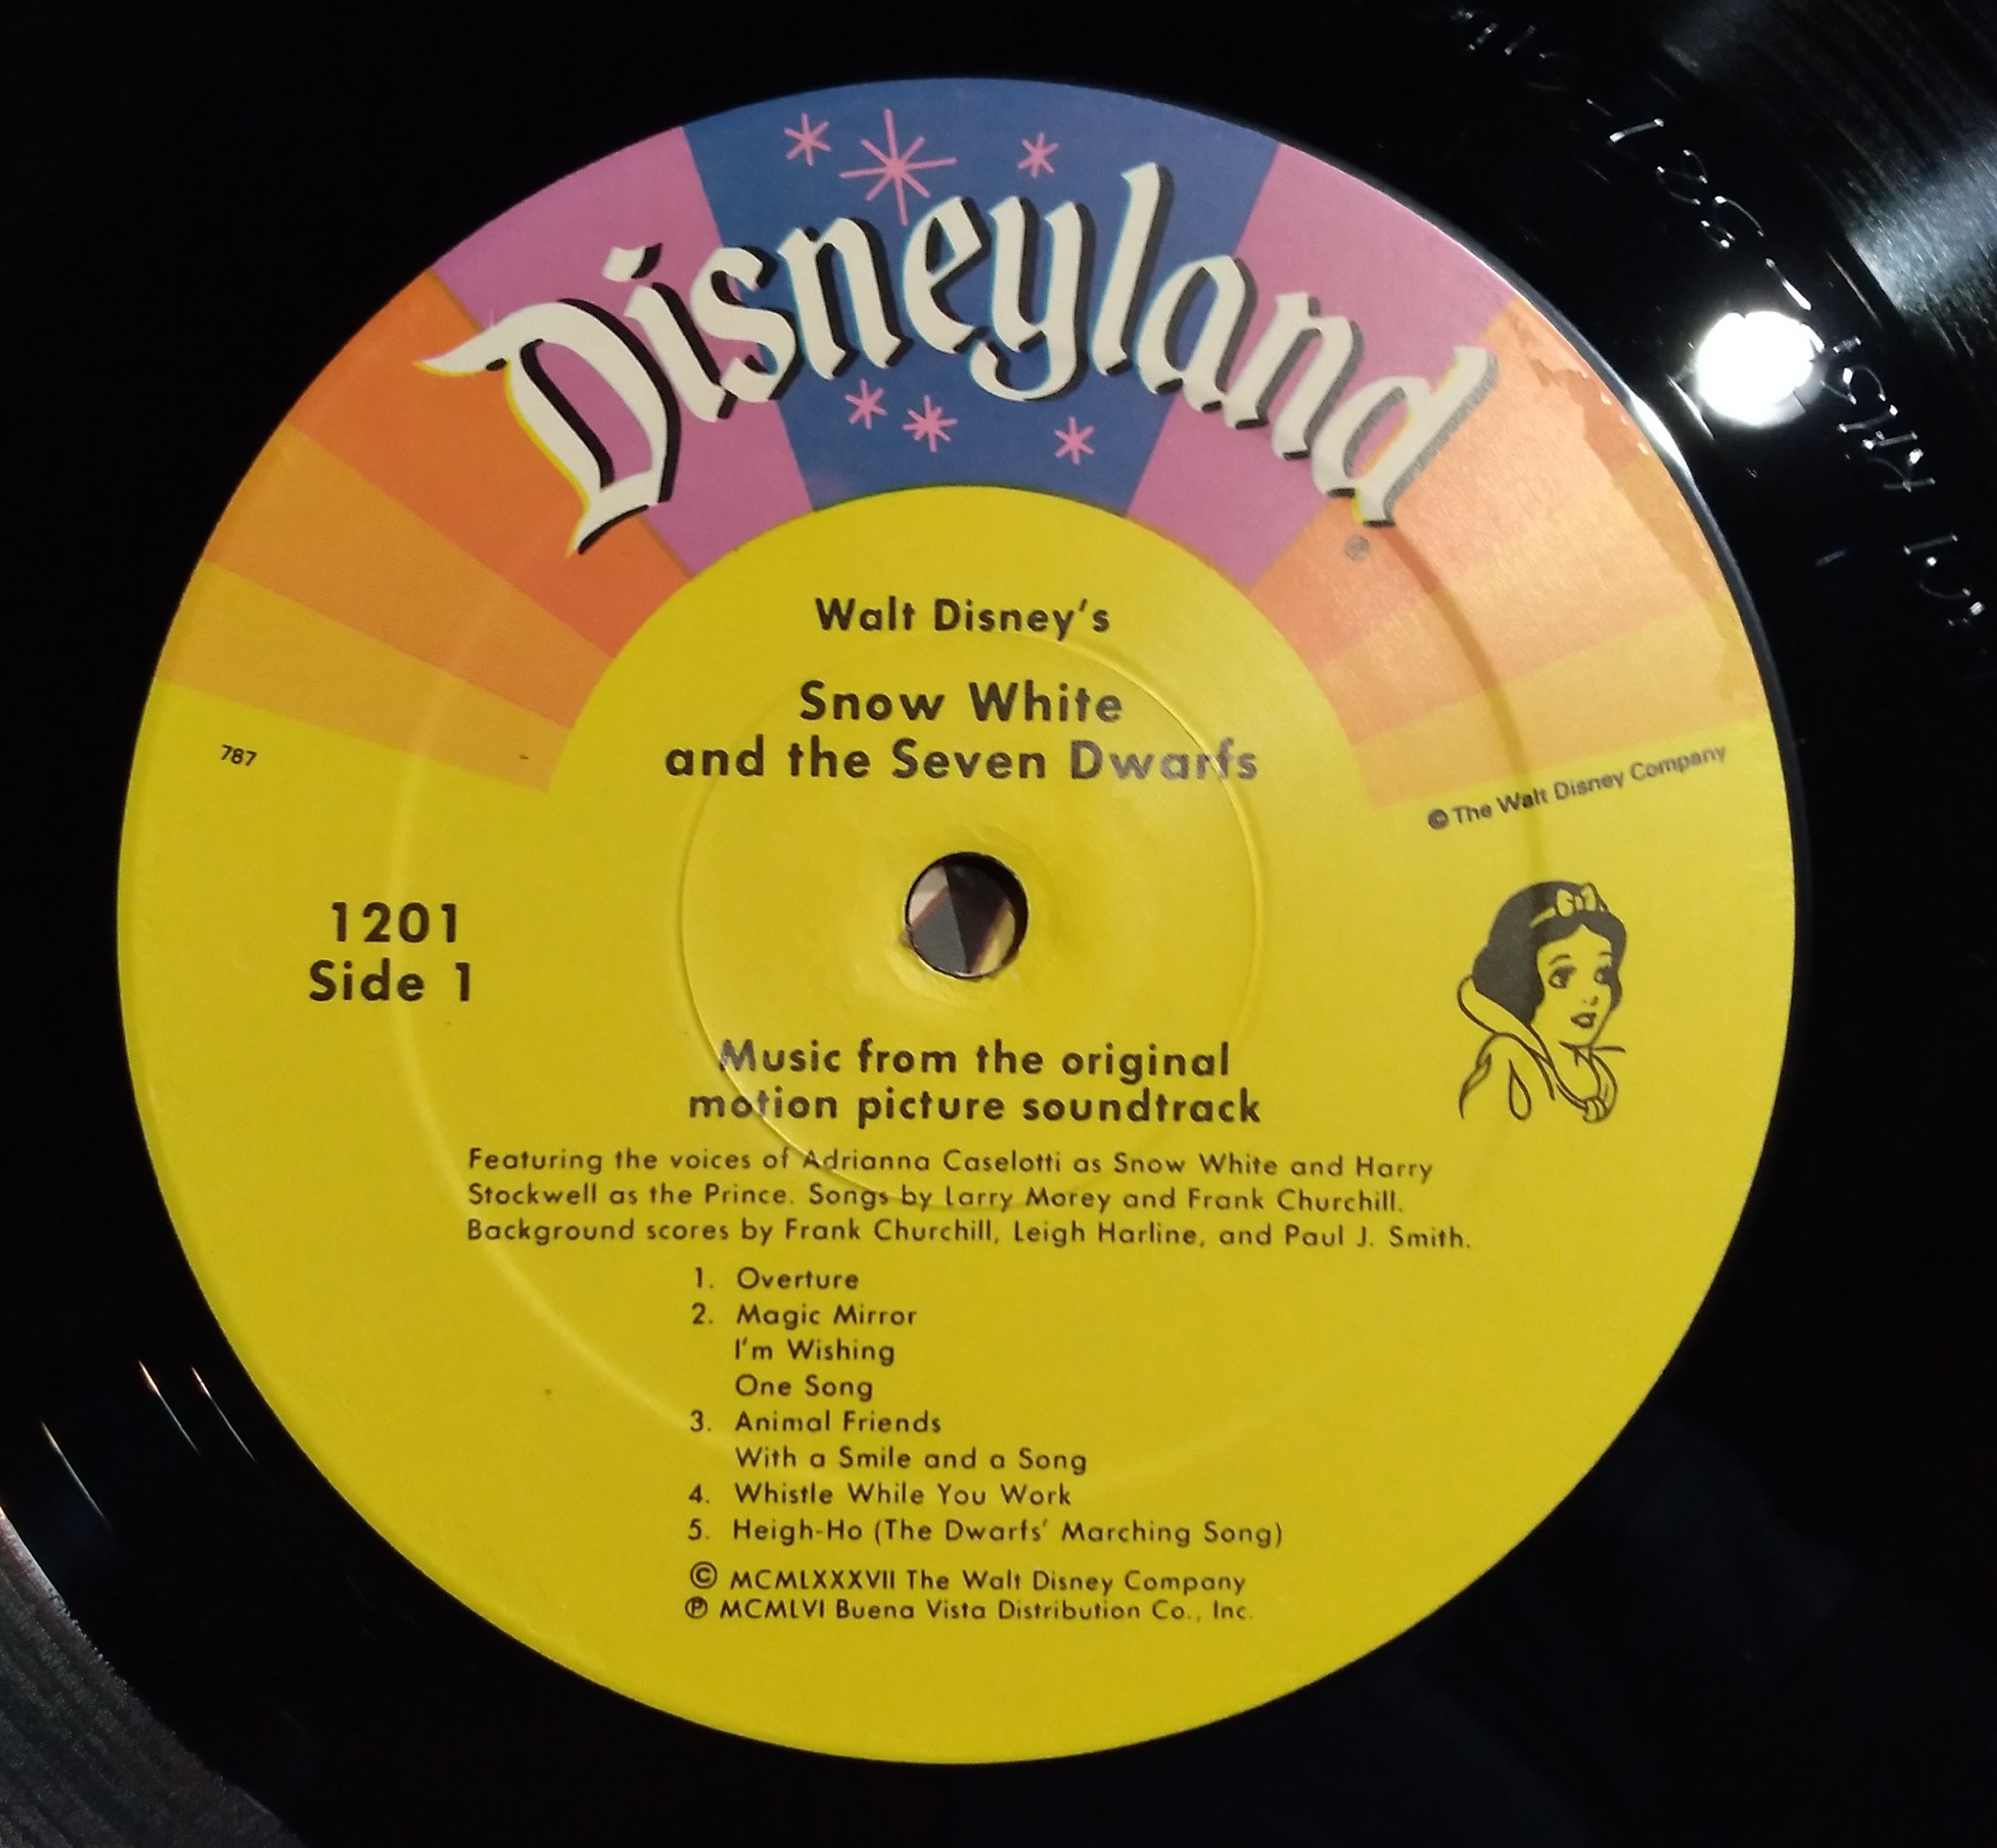 Disneyland
®
Walt Disney's
Snow White
and the Seven Dwarfs
787
© The Walt Disney Company
1201
Side 1
Music from the original
motion picture soundtrack
Featuring the voices of Adrianna Caselotti as Snow White and Harry
Stockwell as the Prince. Songs by Larry Morey and Frank Churchill.
Background scores by Frank Churchill, Leigh Harline, and Paul J. Smith.
1. Overture
2. Magic Mirror
I'm Wishing
One Song
3. Animal Friends
With a Smile and a Song
4. Whistle While You Work
5. Heigh-Ho (The Dwarfs' Marching Song)
© MCMLXXXVII The Walt Disney Company
℗ MCMLVI Buena Vista Distribution Co., Inc.